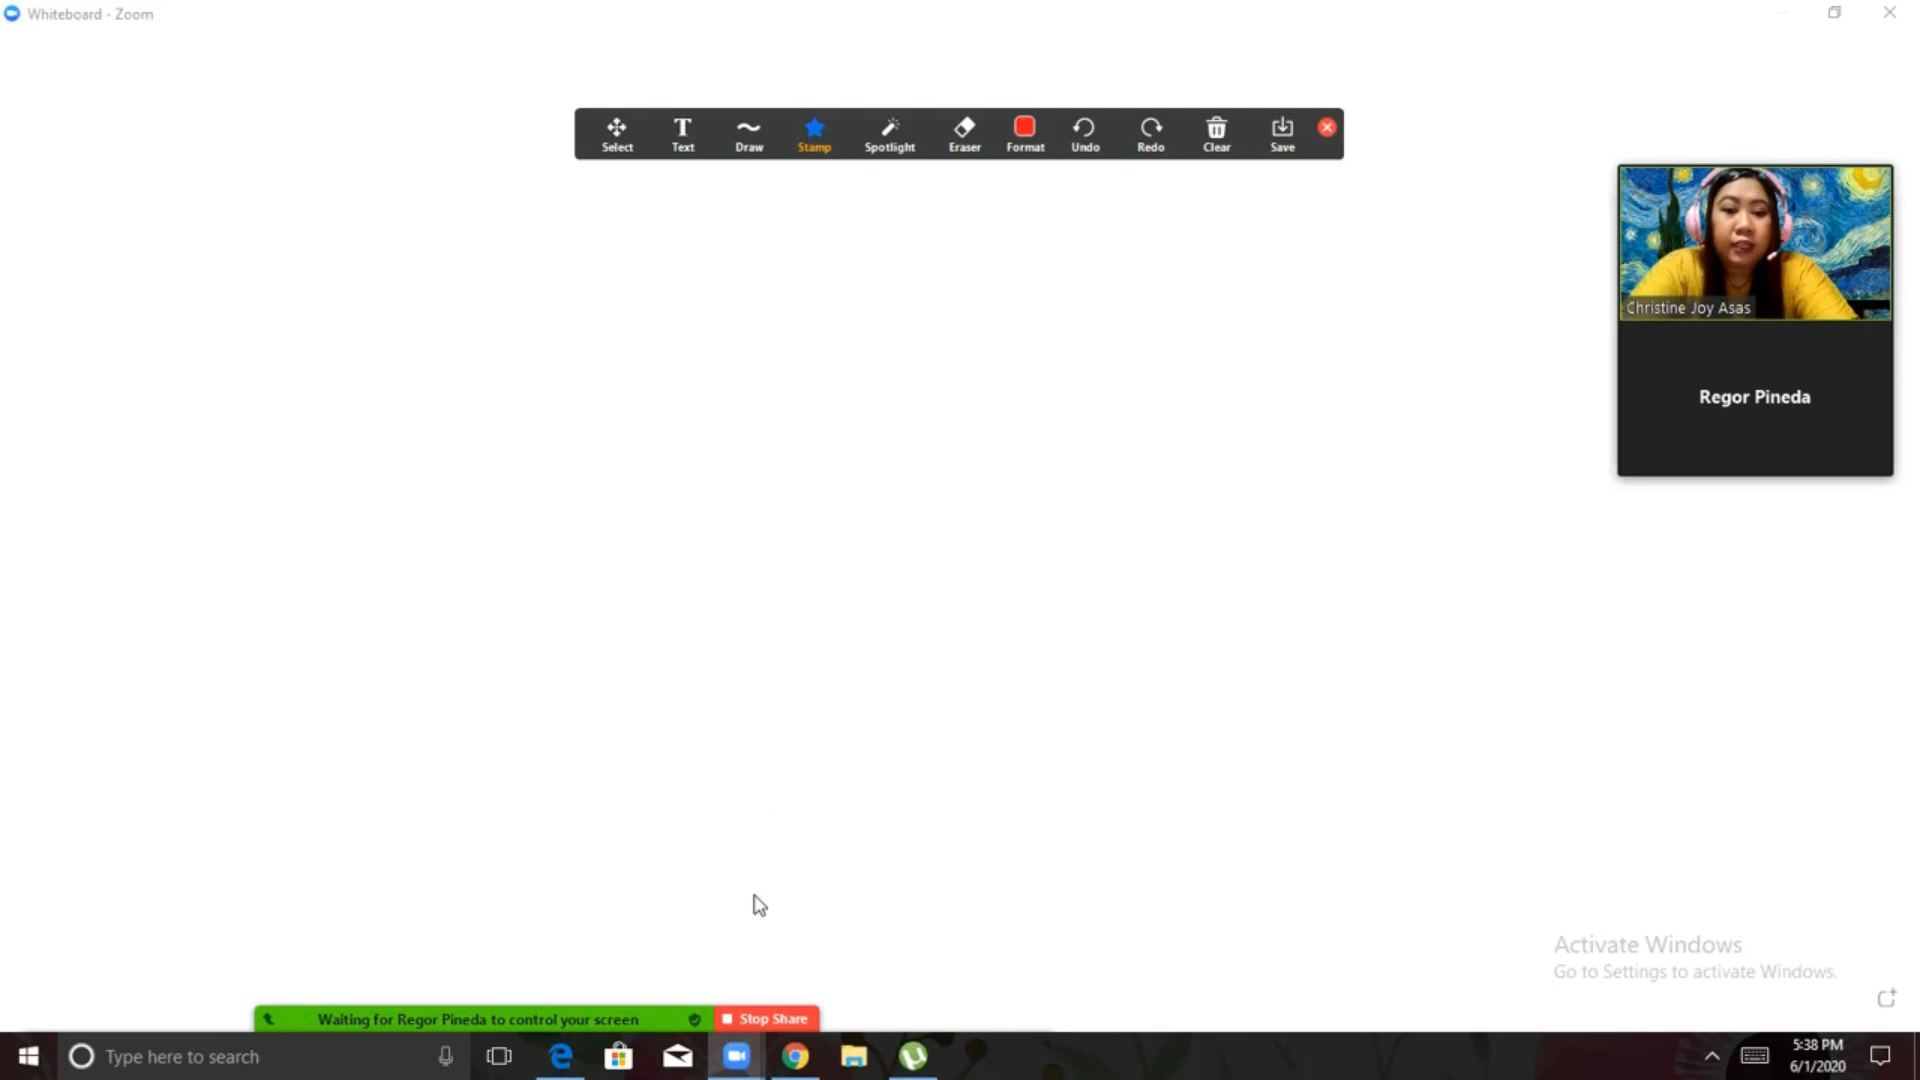 Whiteboard - Zoom
Select Text Draw Stamp Spotlight Eraser Format Undo Redo Clear Save
Christine Joy Asas
Regor Pineda
Activate Windows
Go to Settings to activate Windows.
Waiting for Regor Pineda to control your screen
Stop Share
Type here to search
5:38 PM
6/1/2020